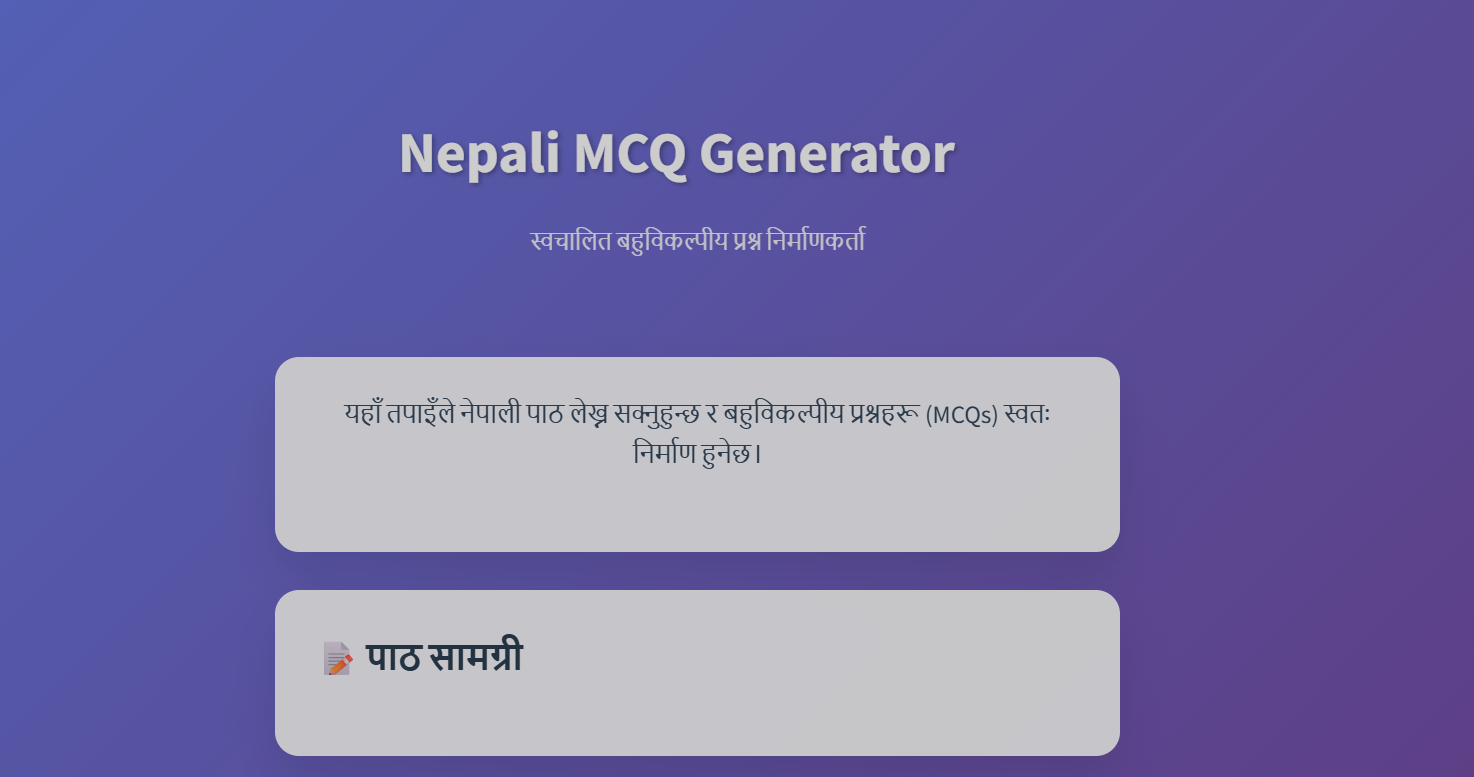 Nepali MCQ Generator
स्वचालित बहुविकल्पीय प्रश्न निर्माणकर्ता
यहाँ तपाइँले नेपाली पाठ लेख्न सक्नुहुन्छ र बहुविकल्पीय प्रश्नहरू (MCQs) स्वतः
निर्माण हुनेछ।
पाठ सामग्री